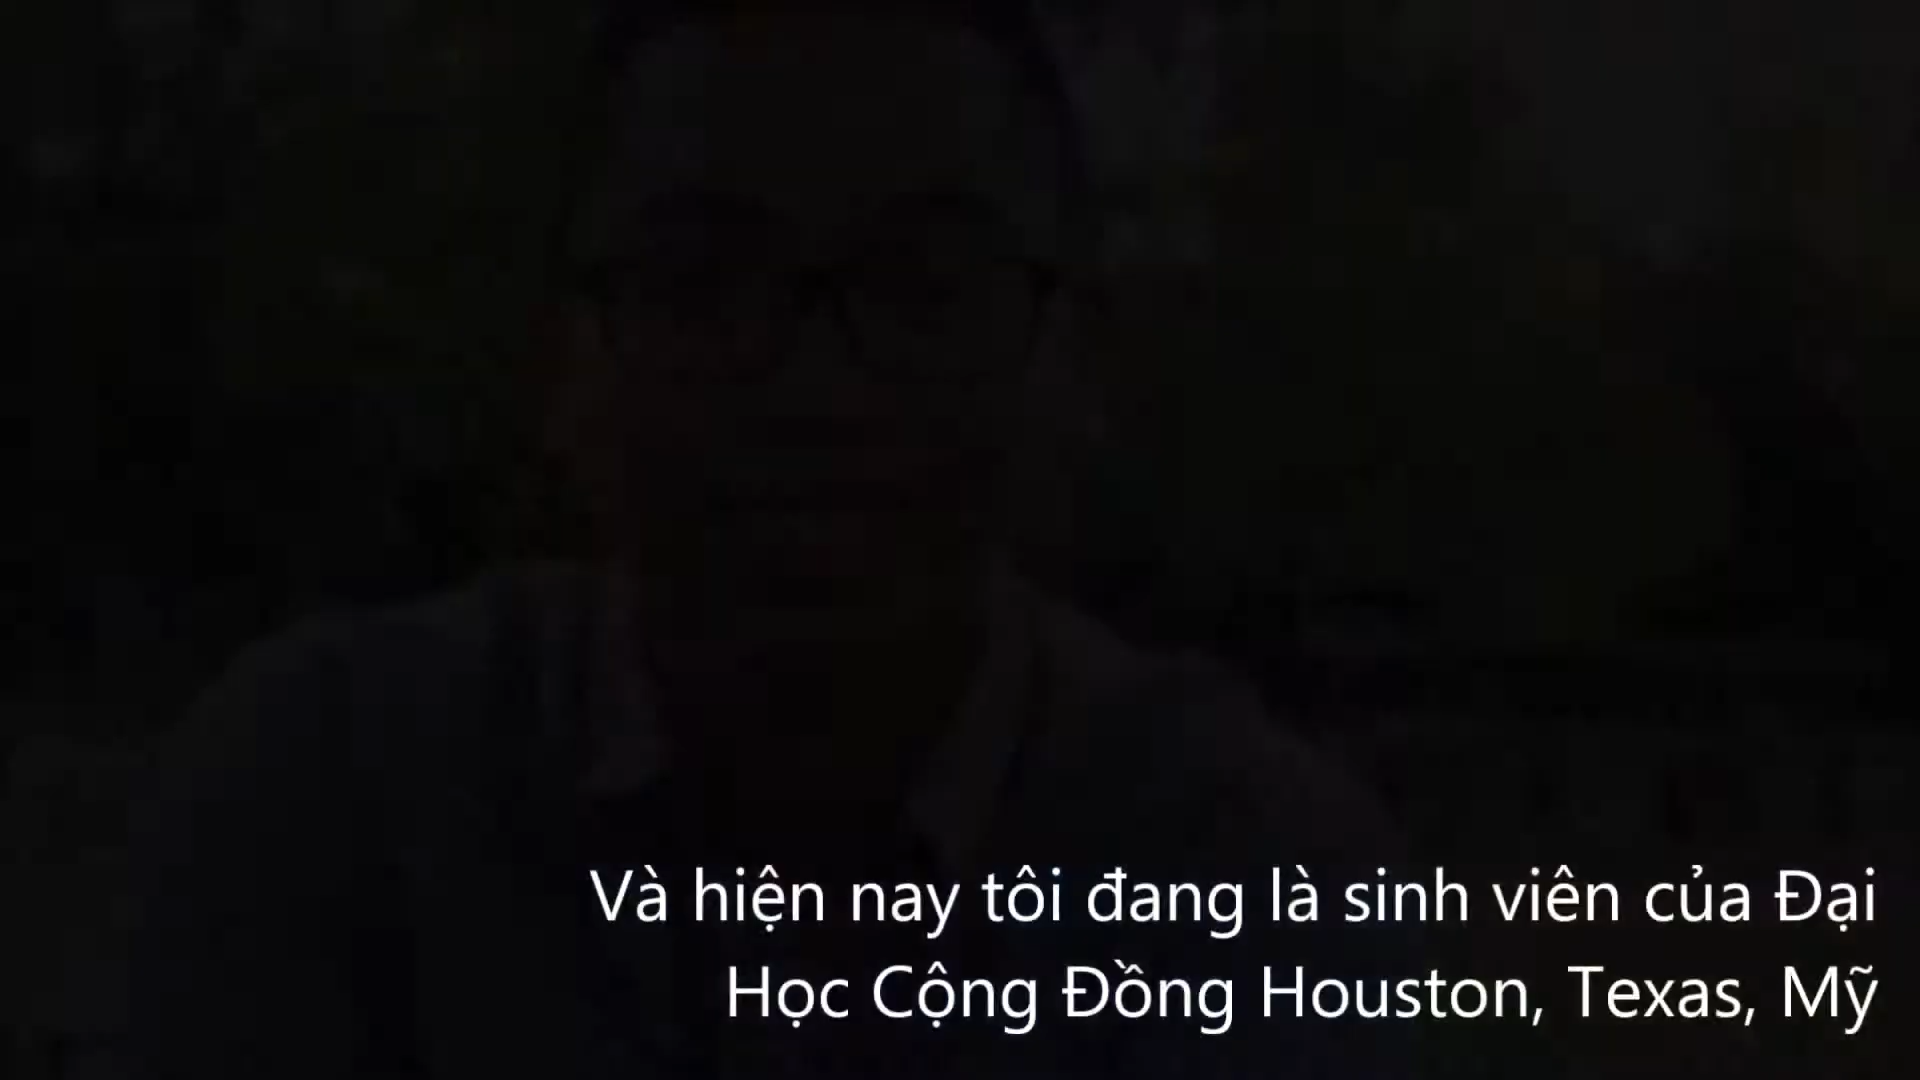 Và hiện nay tôi đang là sinh viên của Đại
Học Cộng Đồng Houston, Texas, Mỹ